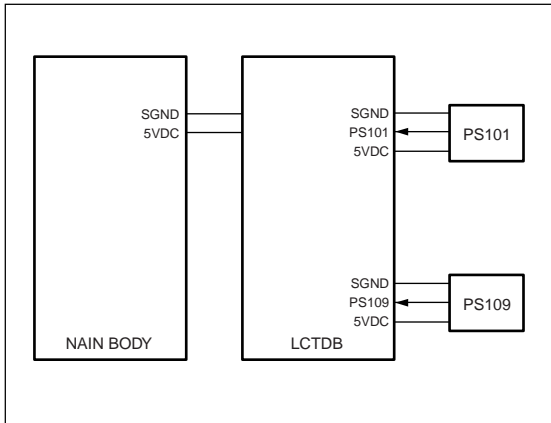 SGND
5VDC
SGND
PS101
5VDC
PS101
SGND
PS109
5VDC
PS109
NAIN BODY
LCTDB